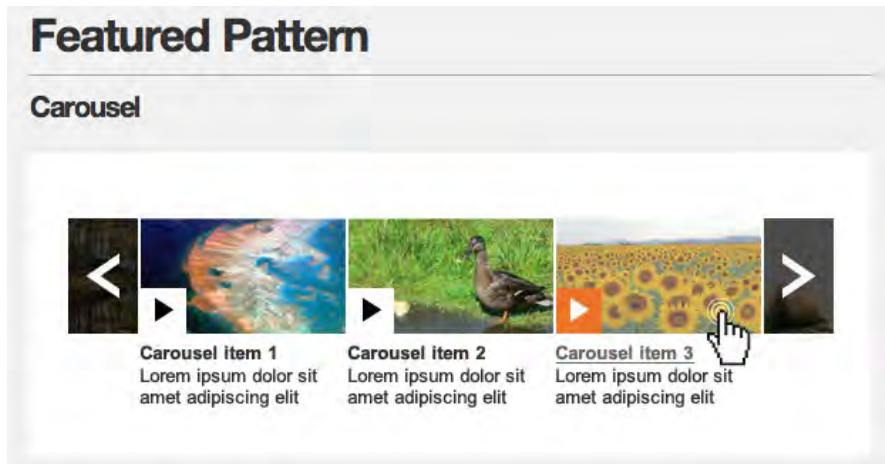 Featured Pattern
Carousel
Carousel item 1
Lorem ipsum dolor sit
amet adipiscing elit
Carousel item 2
Lorem ipsum dolor sit
amet adipiscing elit
Carousel item 3
Lorem ipsum dolor sit
amet adipiscing elit